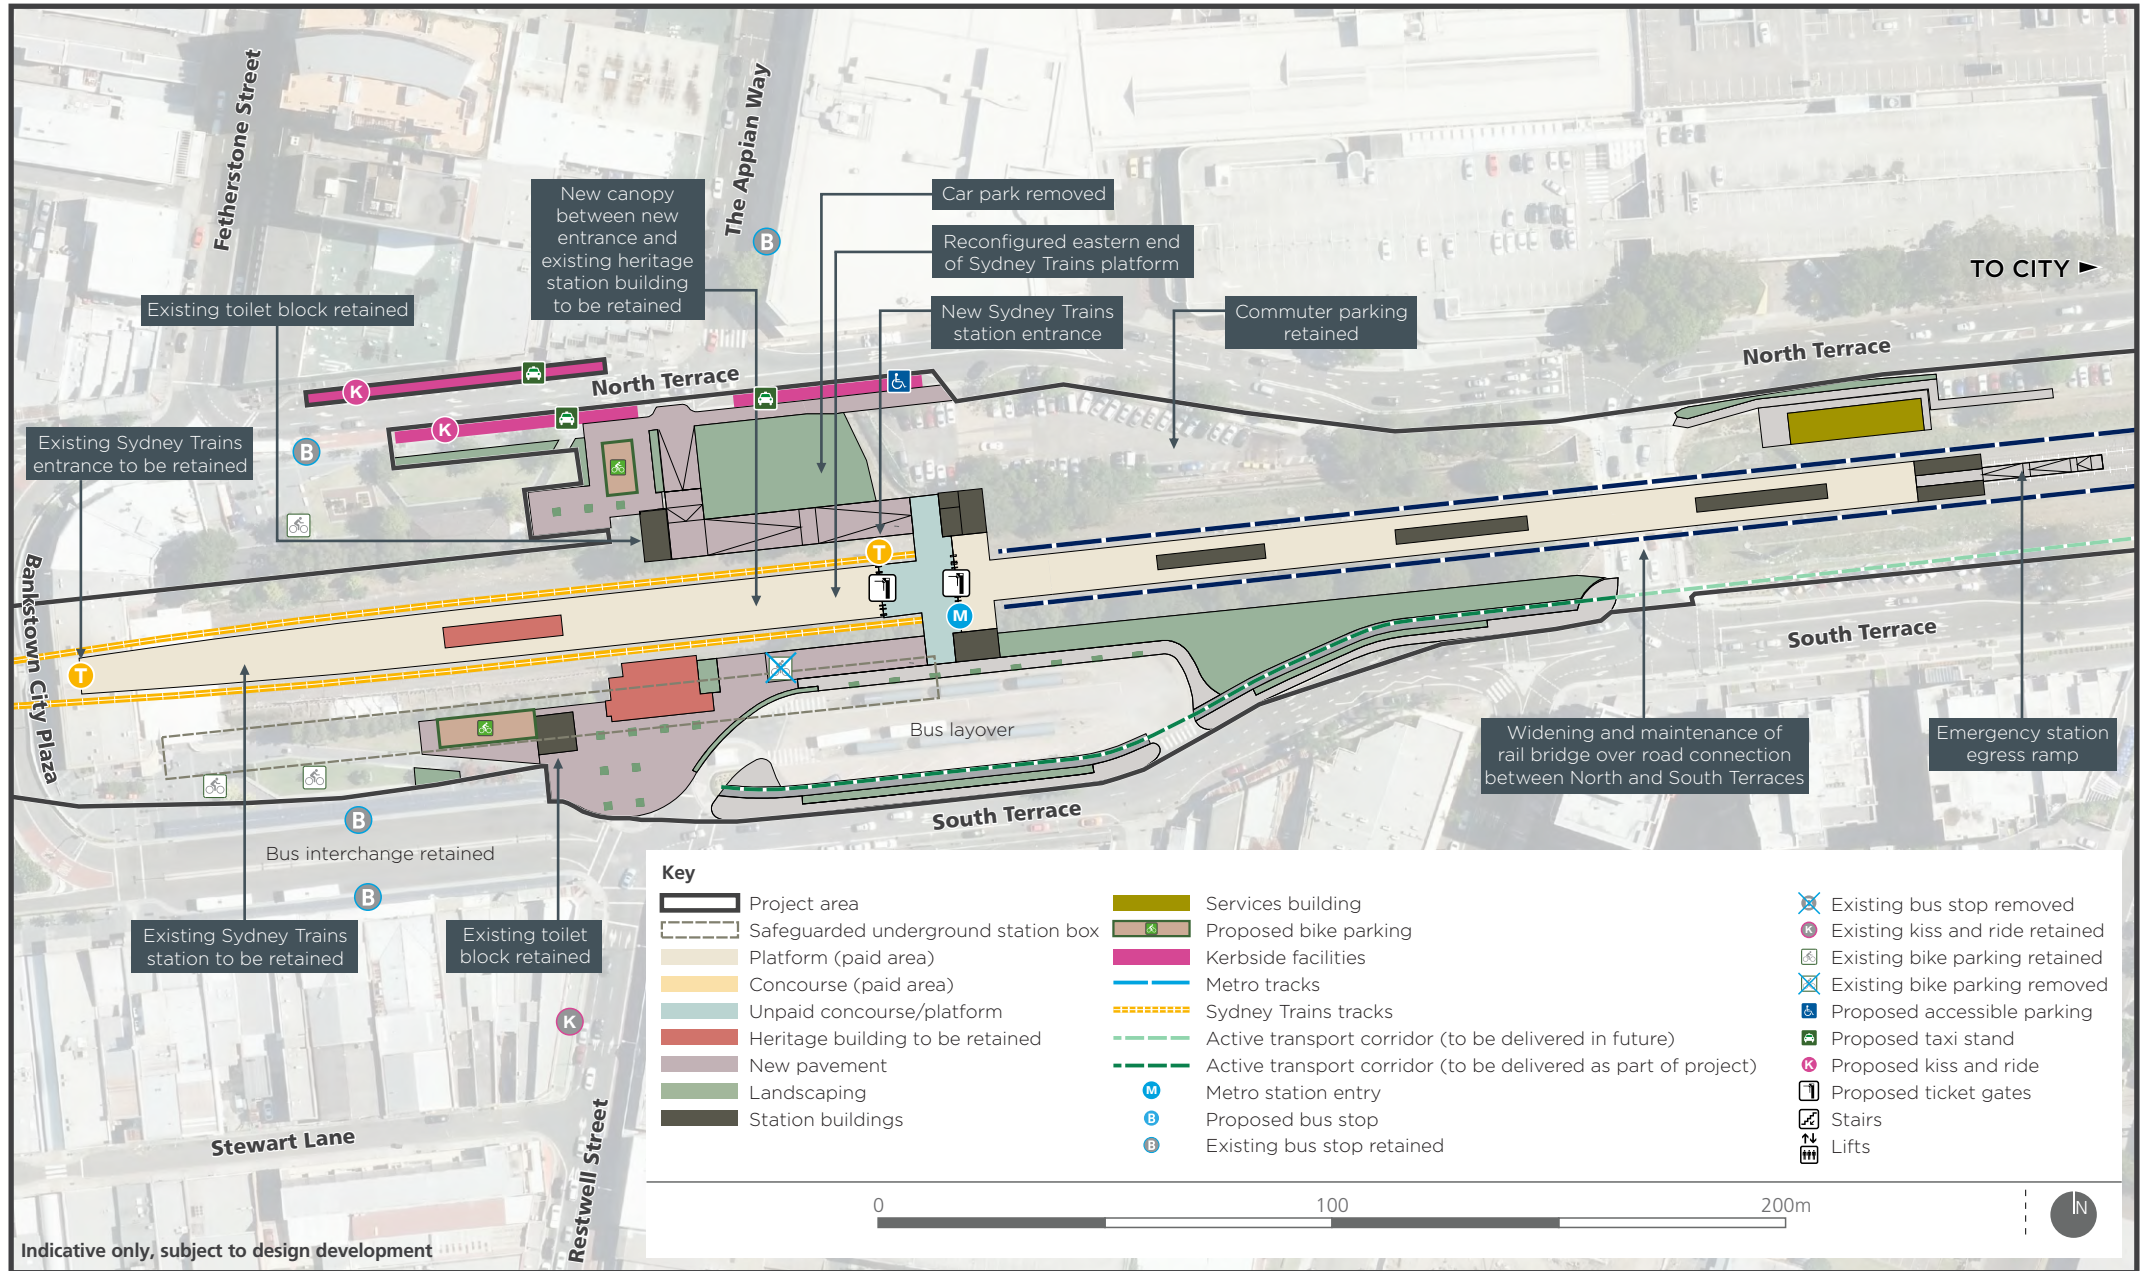 Fetherstone Street
The Appian Way
New canopy
between new
entrance and
existing heritage
station building
to be retained
Car park removed
Reconfigured eastern end
of Sydney Trains platform
B
TO CITY
Existing toilet block retained
New Sydney Trains
station entrance
Commuter parking
retained
North Terrace
North Terrace
K
K
Existing Sydney Trains
entrance to be retained
B
T
M
T
Bankstown City Plaza
South Terrace
Bus layover
Widening and maintenance of
rail bridge over road connection
between North and South Terraces
Emergency station
egress ramp
South Terrace
B
Bus interchange retained
B
Existing Sydney Trains
station to be retained
Existing toilet
block retained
K
Stewart Lane
Restwell Street
Key
Project area
Safeguarded underground station box
Platform (paid area)
Concourse (paid area)
Unpaid concourse/platform
Heritage building to be retained
New pavement
Landscaping
Station buildings
Services building
Proposed bike parking
Kerbside facilities
Metro tracks
Sydney Trains tracks
Active transport corridor (to be delivered in future)
Active transport corridor (to be delivered as part of project)
M Metro station entry
B Proposed bus stop
B Existing bus stop retained
B Existing bus stop removed
K Existing kiss and ride retained
Existing bike parking retained
Existing bike parking removed
Proposed accessible parking
Proposed taxi stand
K Proposed kiss and ride
Proposed ticket gates
Stairs
Lifts
0 100 200m
N
Indicative only, subject to design development